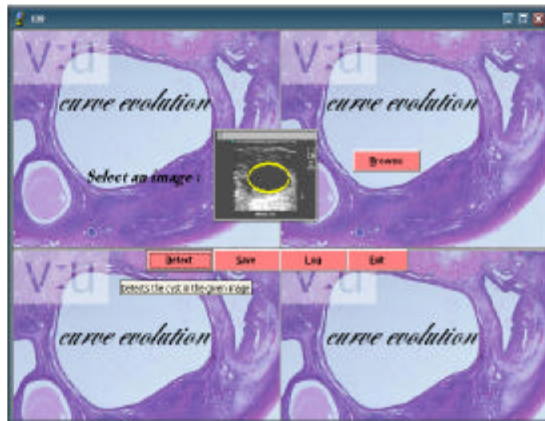 v:u
v:u
curve evolution
curve evolution
Select an image :
Browse
Detect
Save
Log
Exit
Detects the cyst in the given image
v:u
v:u
curve evolution
curve evolution